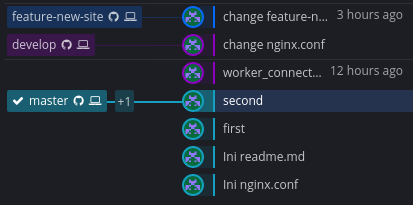 feature-new-site change feature-n... 3 hours ago
develop change nginx.conf
worker_connect... 12 hours ago
master +1 second
first
Ini readme.md
Ini nginx.conf